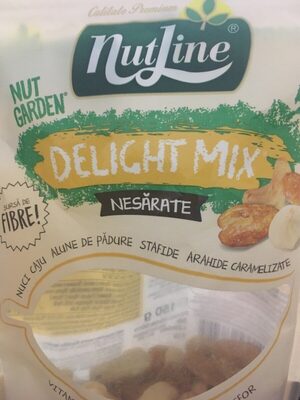 Calitate Premium
NutLine®
NUT
GARDEN®
DELIGHT MIX
NESĂRATE
SURSĂ DE
FIBRE!
NUCI CAJU ALUNE DE PĂDURE STAFIDE ARAHIDE CARAMELIZATE
150 g